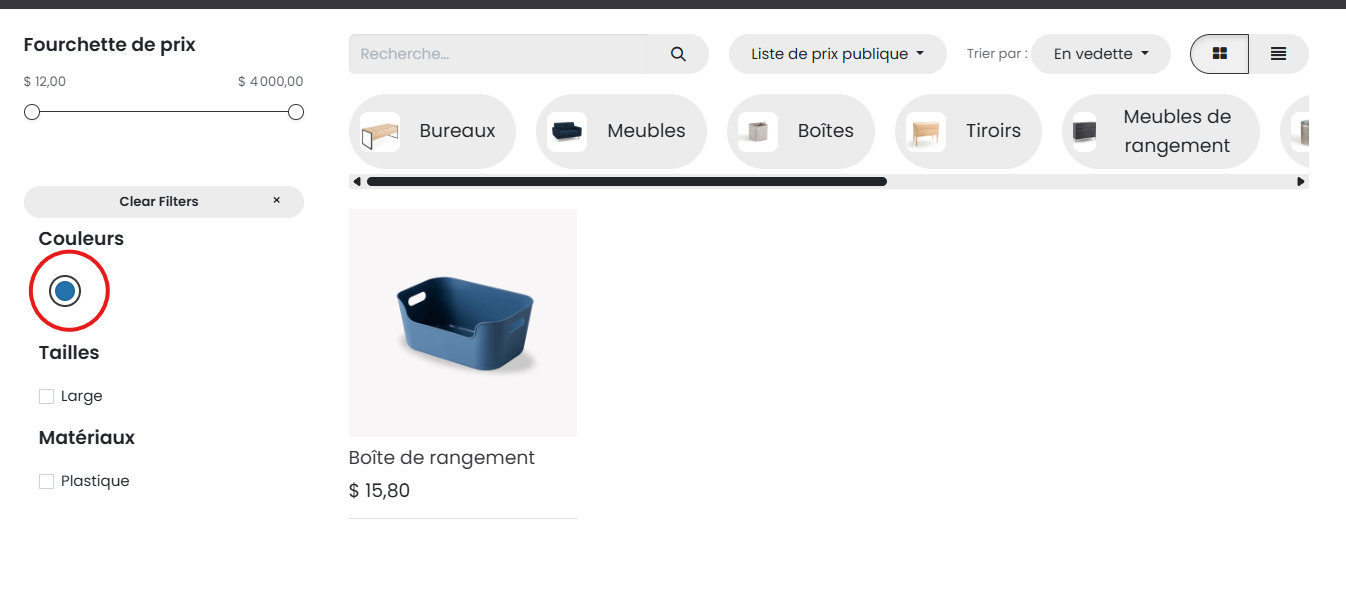 Fourchette de prix
$ 12,00
$ 4 000,00
Clear Filters ×
Couleurs
Tailles
Large
Matériaux
Plastique
Recherche...
Liste de prix publique
Trier par :
En vedette
Bureaux
Meubles
Boîtes
Tiroirs
Meubles de
rangement
Boîte de rangement
$ 15,80